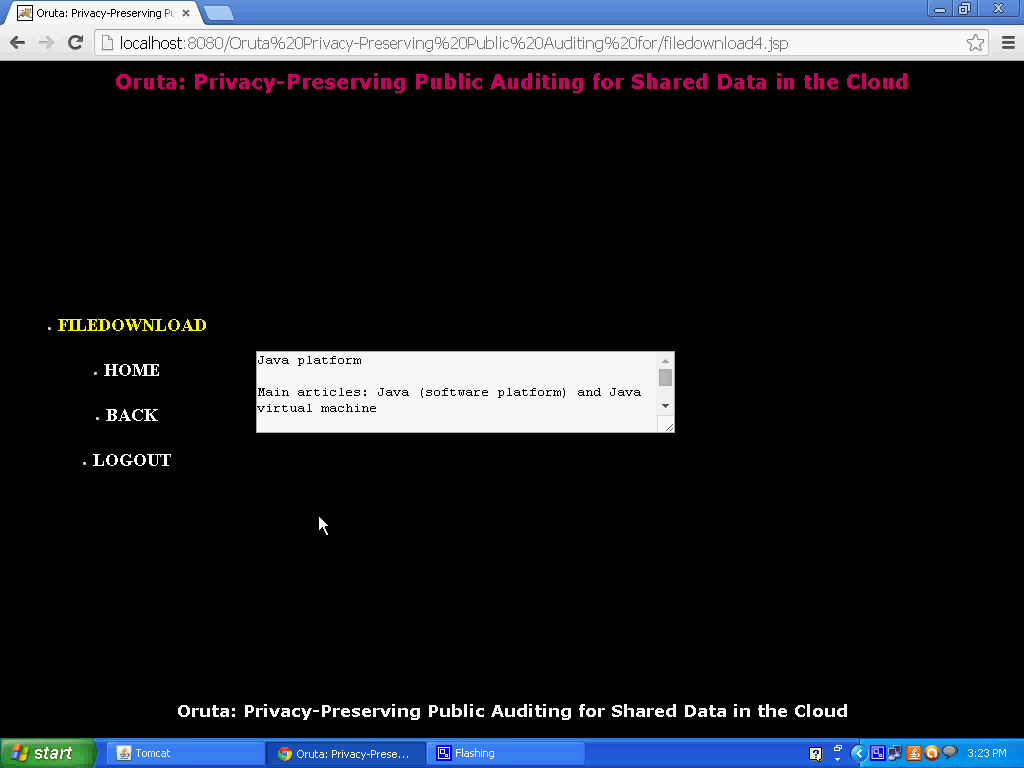 Oruta: Privacy-Preserving Pu
localhost:8080/Oruta%20Privacy-Preserving%20Public%20Auditing%20for/filedownload4.jsp
Oruta: Privacy-Preserving Public Auditing for Shared Data in the Cloud
FILEDOWNLOAD
HOME
BACK
LOGOUT
Java platform
Main articles: Java (software platform) and Java
virtual machine
Oruta: Privacy-Preserving Public Auditing for Shared Data in the Cloud
start Tomcat Oruta: Privacy-Prese... Flashing 3:23 PM